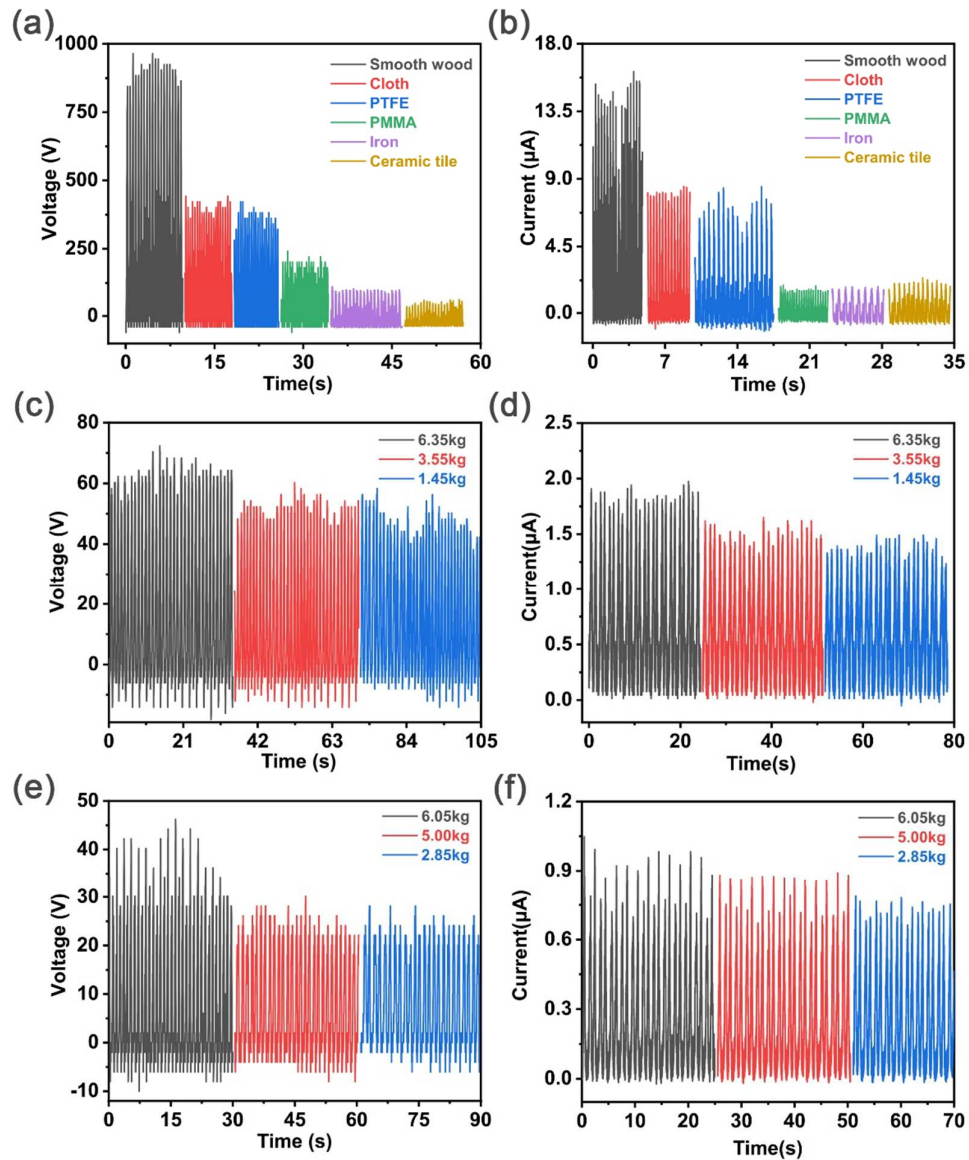 (a)
1000
750
500
250
0
Voltage (V)
Smooth wood
Cloth
PTFE
PMMA
Iron
Ceramic tile
0 15 30 45 60
Time(s)
(b)
18.0
13.5
9.0
4.5
0.0
Current (μA)
Smooth wood
Cloth
PTFE
PMMA
Iron
Ceramic tile
0 7 14 21 28 35
Time (s)
(c)
80
60
40
20
0
Voltage (V)
6.35kg
3.55kg
1.45kg
0 21 42 63 84 105
Time (s)
(d)
2.5
2.0
1.5
1.0
0.5
0.0
Current(μA)
6.35kg
3.55kg
1.45kg
0 20 40 60 80
Time(s)
(e)
50
40
30
20
10
0
-10
Voltage (V)
6.05kg
5.00kg
2.85kg
0 15 30 45 60 75 90
Time (s)
(f)
1.2
0.9
0.6
0.3
0.0
Current(μA)
6.05kg
5.00kg
2.85kg
0 10 20 30 40 50 60 70
Time(s)